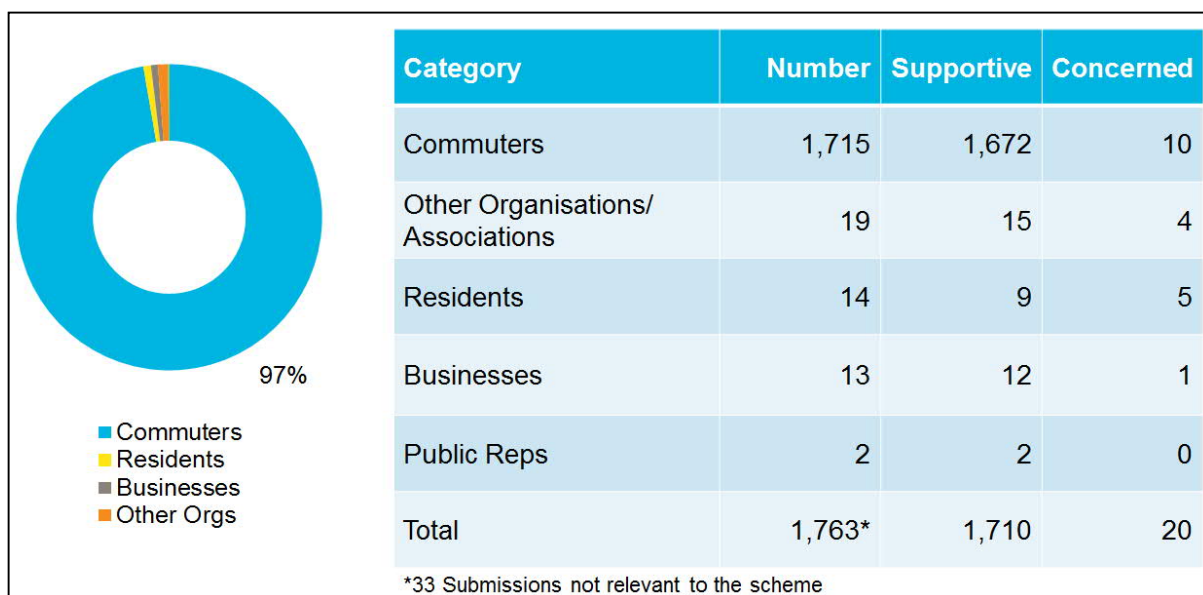 97%
Commuters
Residents
Businesses
Other Orgs
Category Number Supportive Concerned
Commuters 1,715 1,672 10
Other Organisations/
Associations 19 15 4
Residents 14 9 5
Businesses 13 12 1
Public Reps 2 2 0
Total 1,763* 1,710 20
*33 Submissions not relevant to the scheme